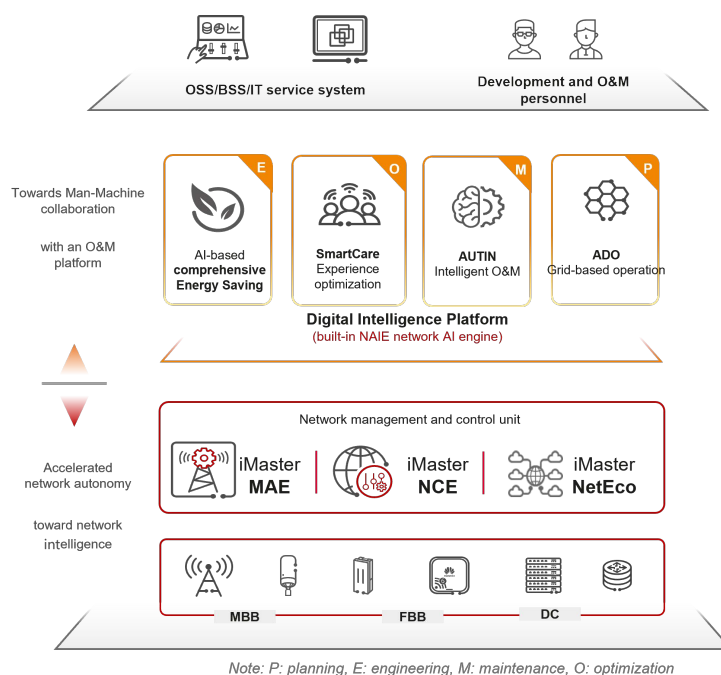 OSS/BSS/IT service system
Development and O&M
personnel
Towards Man-Machine
collaboration
with an O&M
platform
E
AI-based
comprehensive
Energy Saving
O
SmartCare
Experience
optimization
M
AUTIN
Intelligent O&M
P
ADO
Grid-based operation
Digital Intelligence Platform
(built-in NAIE network AI engine)
Accelerated
network autonomy
toward network
intelligence
Network management and control unit
iMaster
MAE
iMaster
NCE
iMaster
NetEco
MBB
FBB
DC
Note: P: planning, E: engineering, M: maintenance, O: optimization